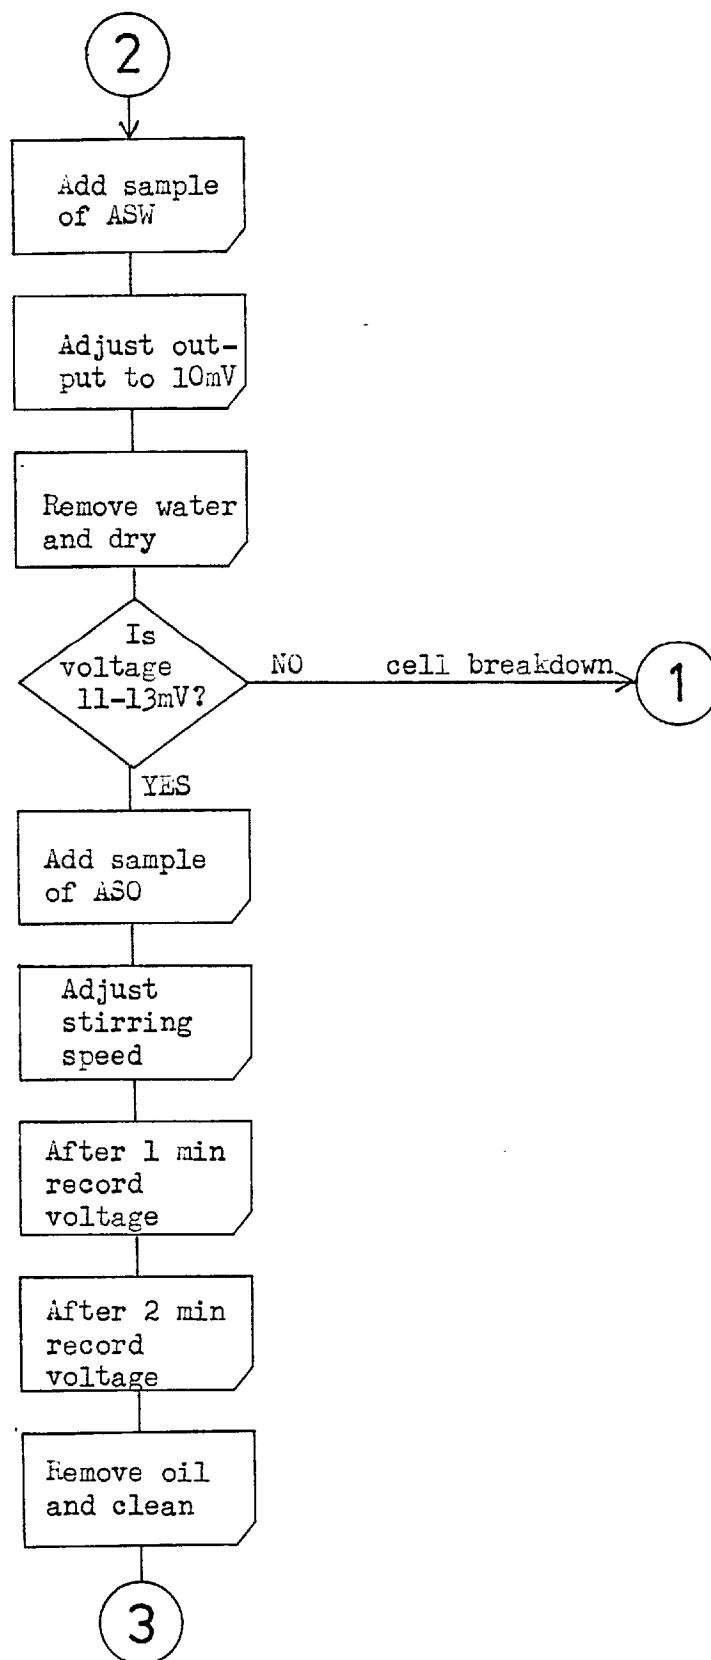 2
Add sample
of ASW
Adjust out-
put to 10mV
Remove water
and dry
Is
voltage
11-13mV?
NO
cell breakdown
1
YES
Add sample
of ASO
Adjust
stirring
speed
After 1 min
record
voltage
After 2 min
record
voltage
Remove oil
and clean
3